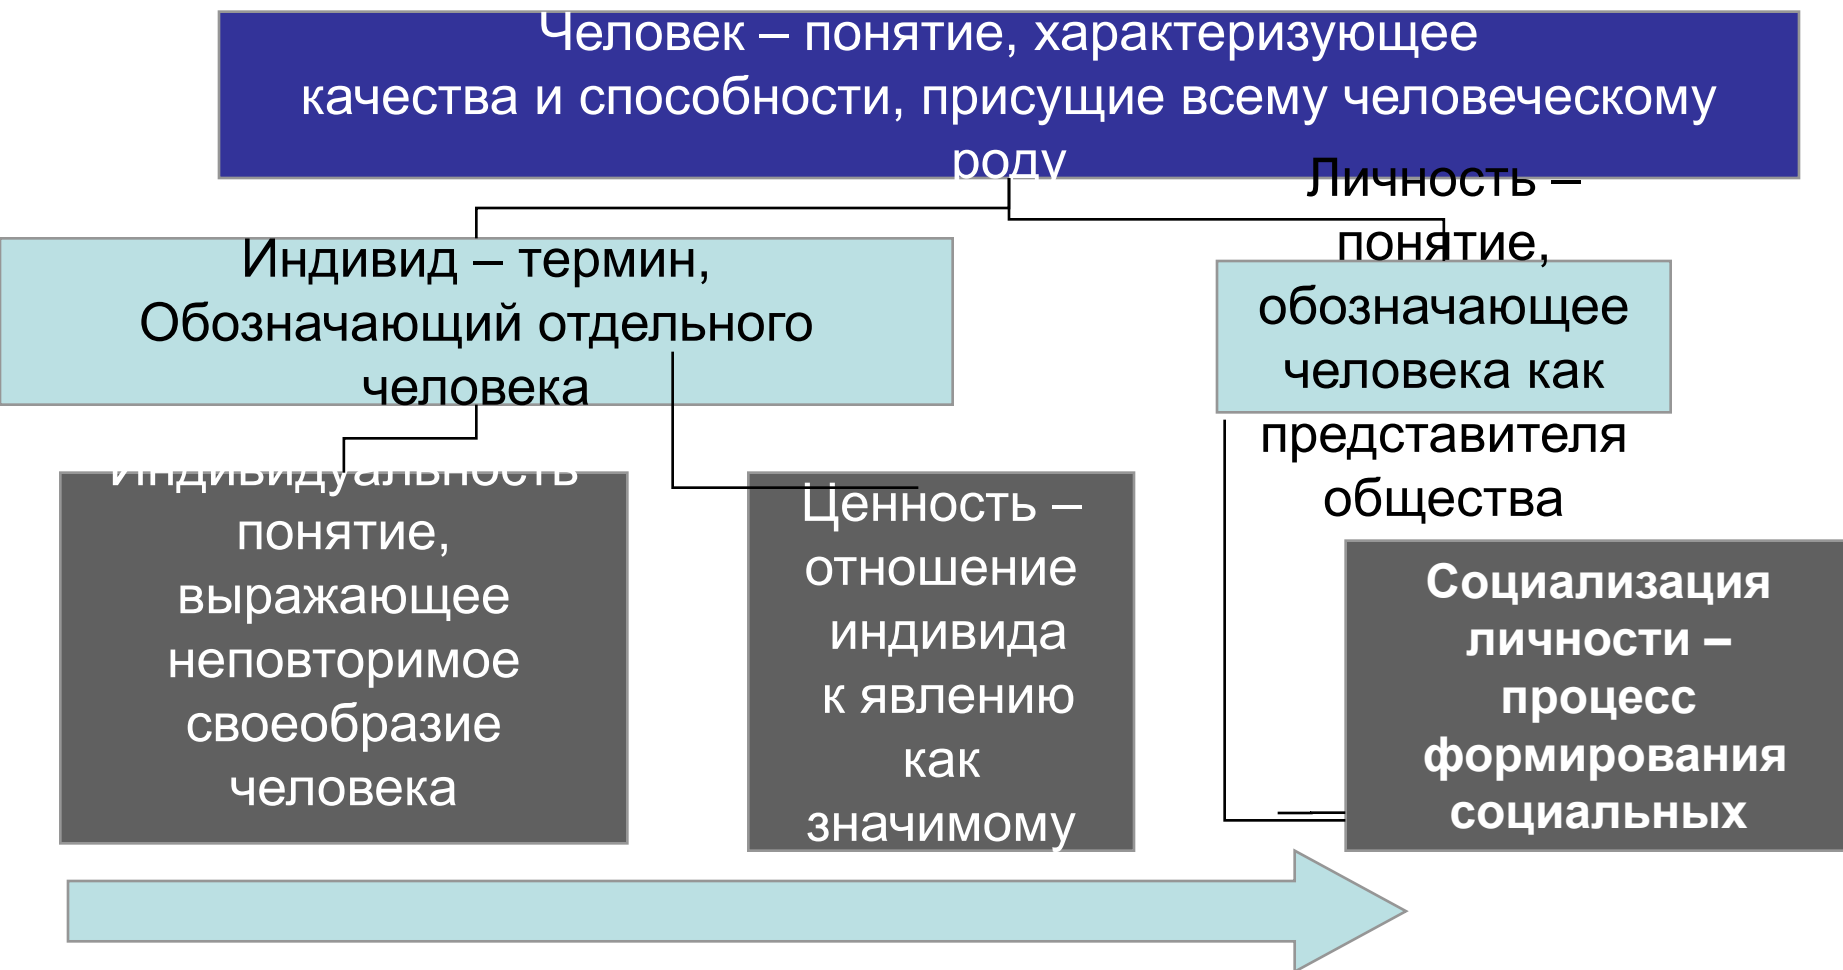 Человек – понятие, характеризующее
качества и способности, присущие всему человеческому
роду
Индивид – термин,
Обозначающий отдельного
человека
Личность –
понятие,
обозначающее
человека как
представителя
общества
Индивидуальность
понятие,
выражающее
неповторимое
своеобразие
человека
Ценность –
отношение
индивида
к явлению
как
значимому
Социализация
личности –
процесс
формирования
социальных